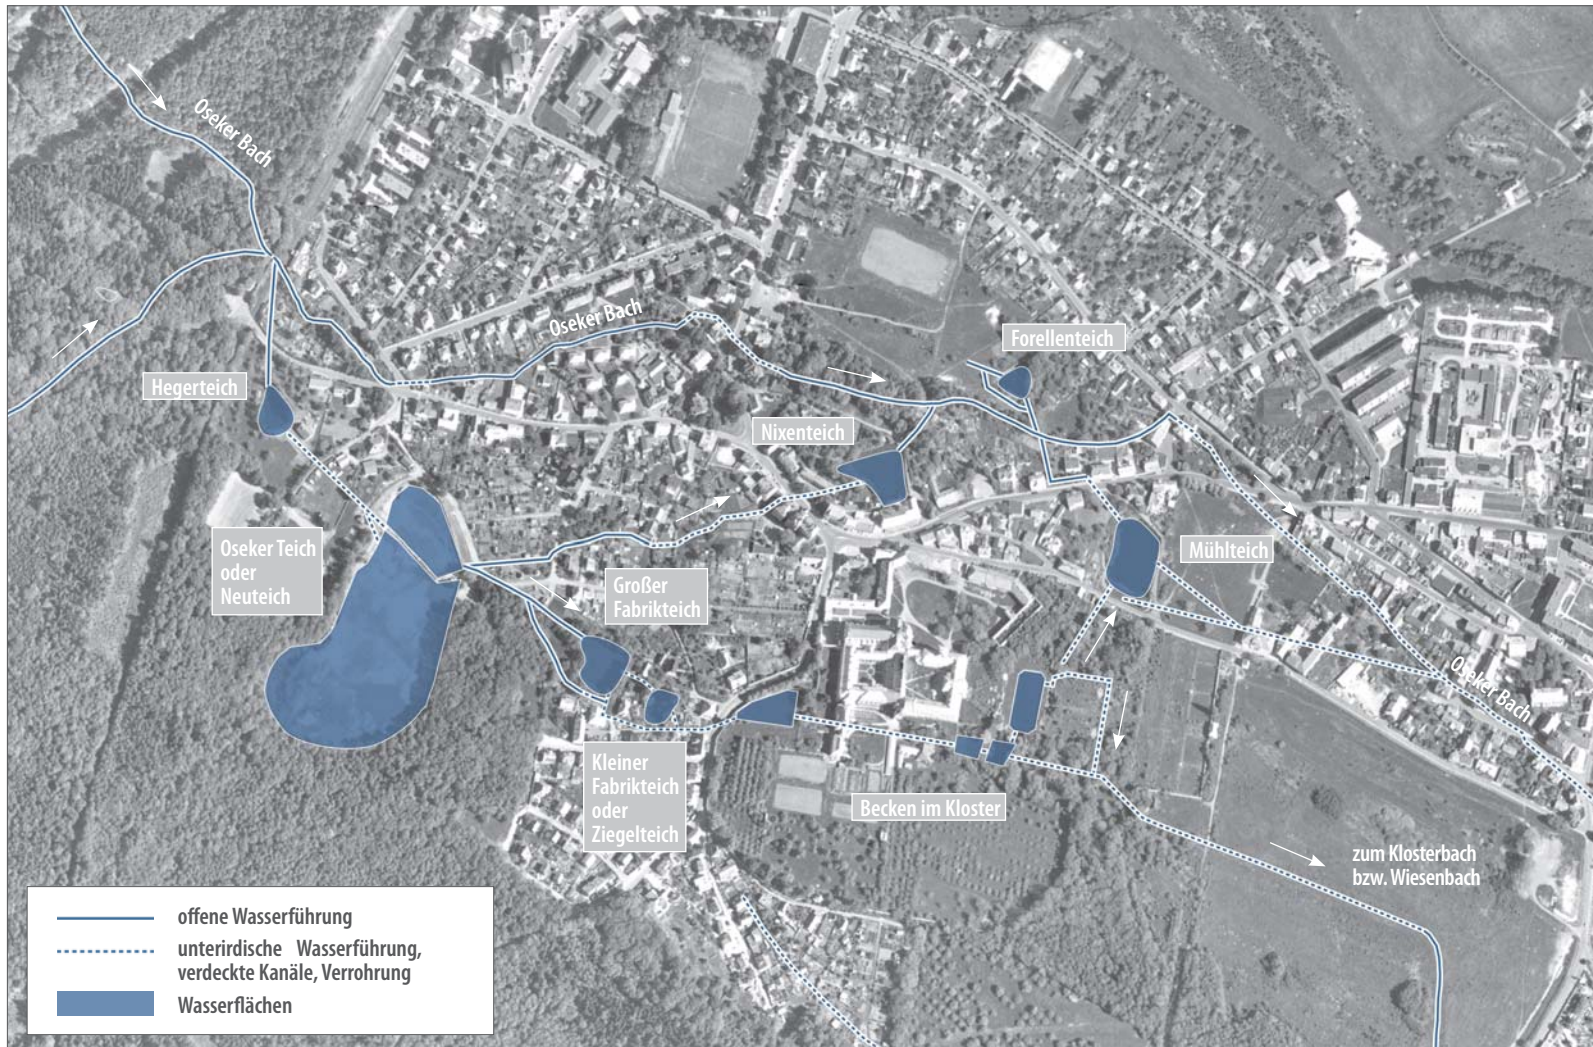 Oseker Bach
Oseker Bach
Forellenteich
Hegerteich
Nixenteich
Oseker Teich
oder
Neuteich
Großer
Fabrikteich
Mühlteich
Oseker Bach
Kleiner
Fabrikteich
oder
Ziegelteich
Becken im Kloster
zum Klosterbach
bzw. Wiesenbach
offene Wasserführung
unterirdische Wasserführung,
verdeckte Kanäle, Verrohrung
Wasserflächen